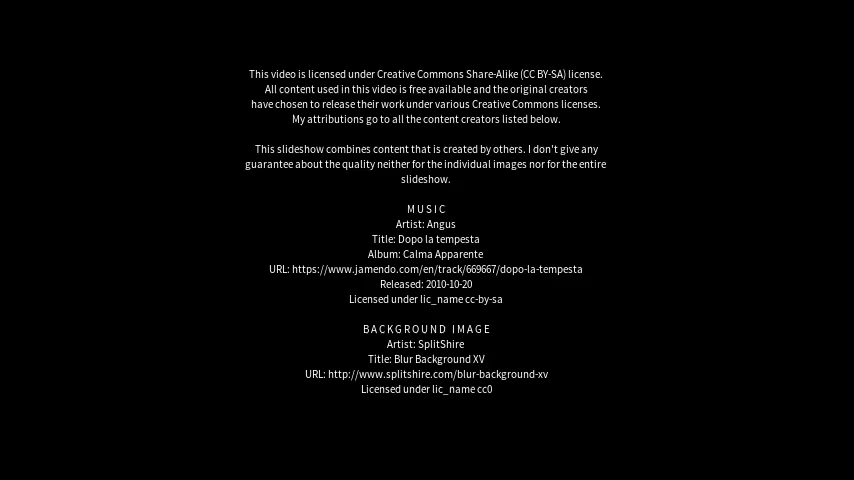 This video is licensed under Creative Commons Share-Alike (CC BY-SA) license.
All content used in this video is free available and the original creators
have chosen to release their work under various Creative Commons licenses.
My attributions go to all the content creators listed below.
This slideshow combines content that is created by others. I don't give any
guarantee about the quality neither for the individual images nor for the entire
slideshow.
MUSIC
Artist: Angus
Title: Dopo la tempesta
Album: Calma Apparente
URL: https://www.jamendo.com/en/track/669667/dopo-la-tempesta
Released: 2010-10-20
Licensed under lic_name cc-by-sa
BACKGROUND IMAGE
Artist: SplitShire
Title: Blur Background XV
URL: http://www.splitshire.com/blur-background-xv
Licensed under lic_name cc0